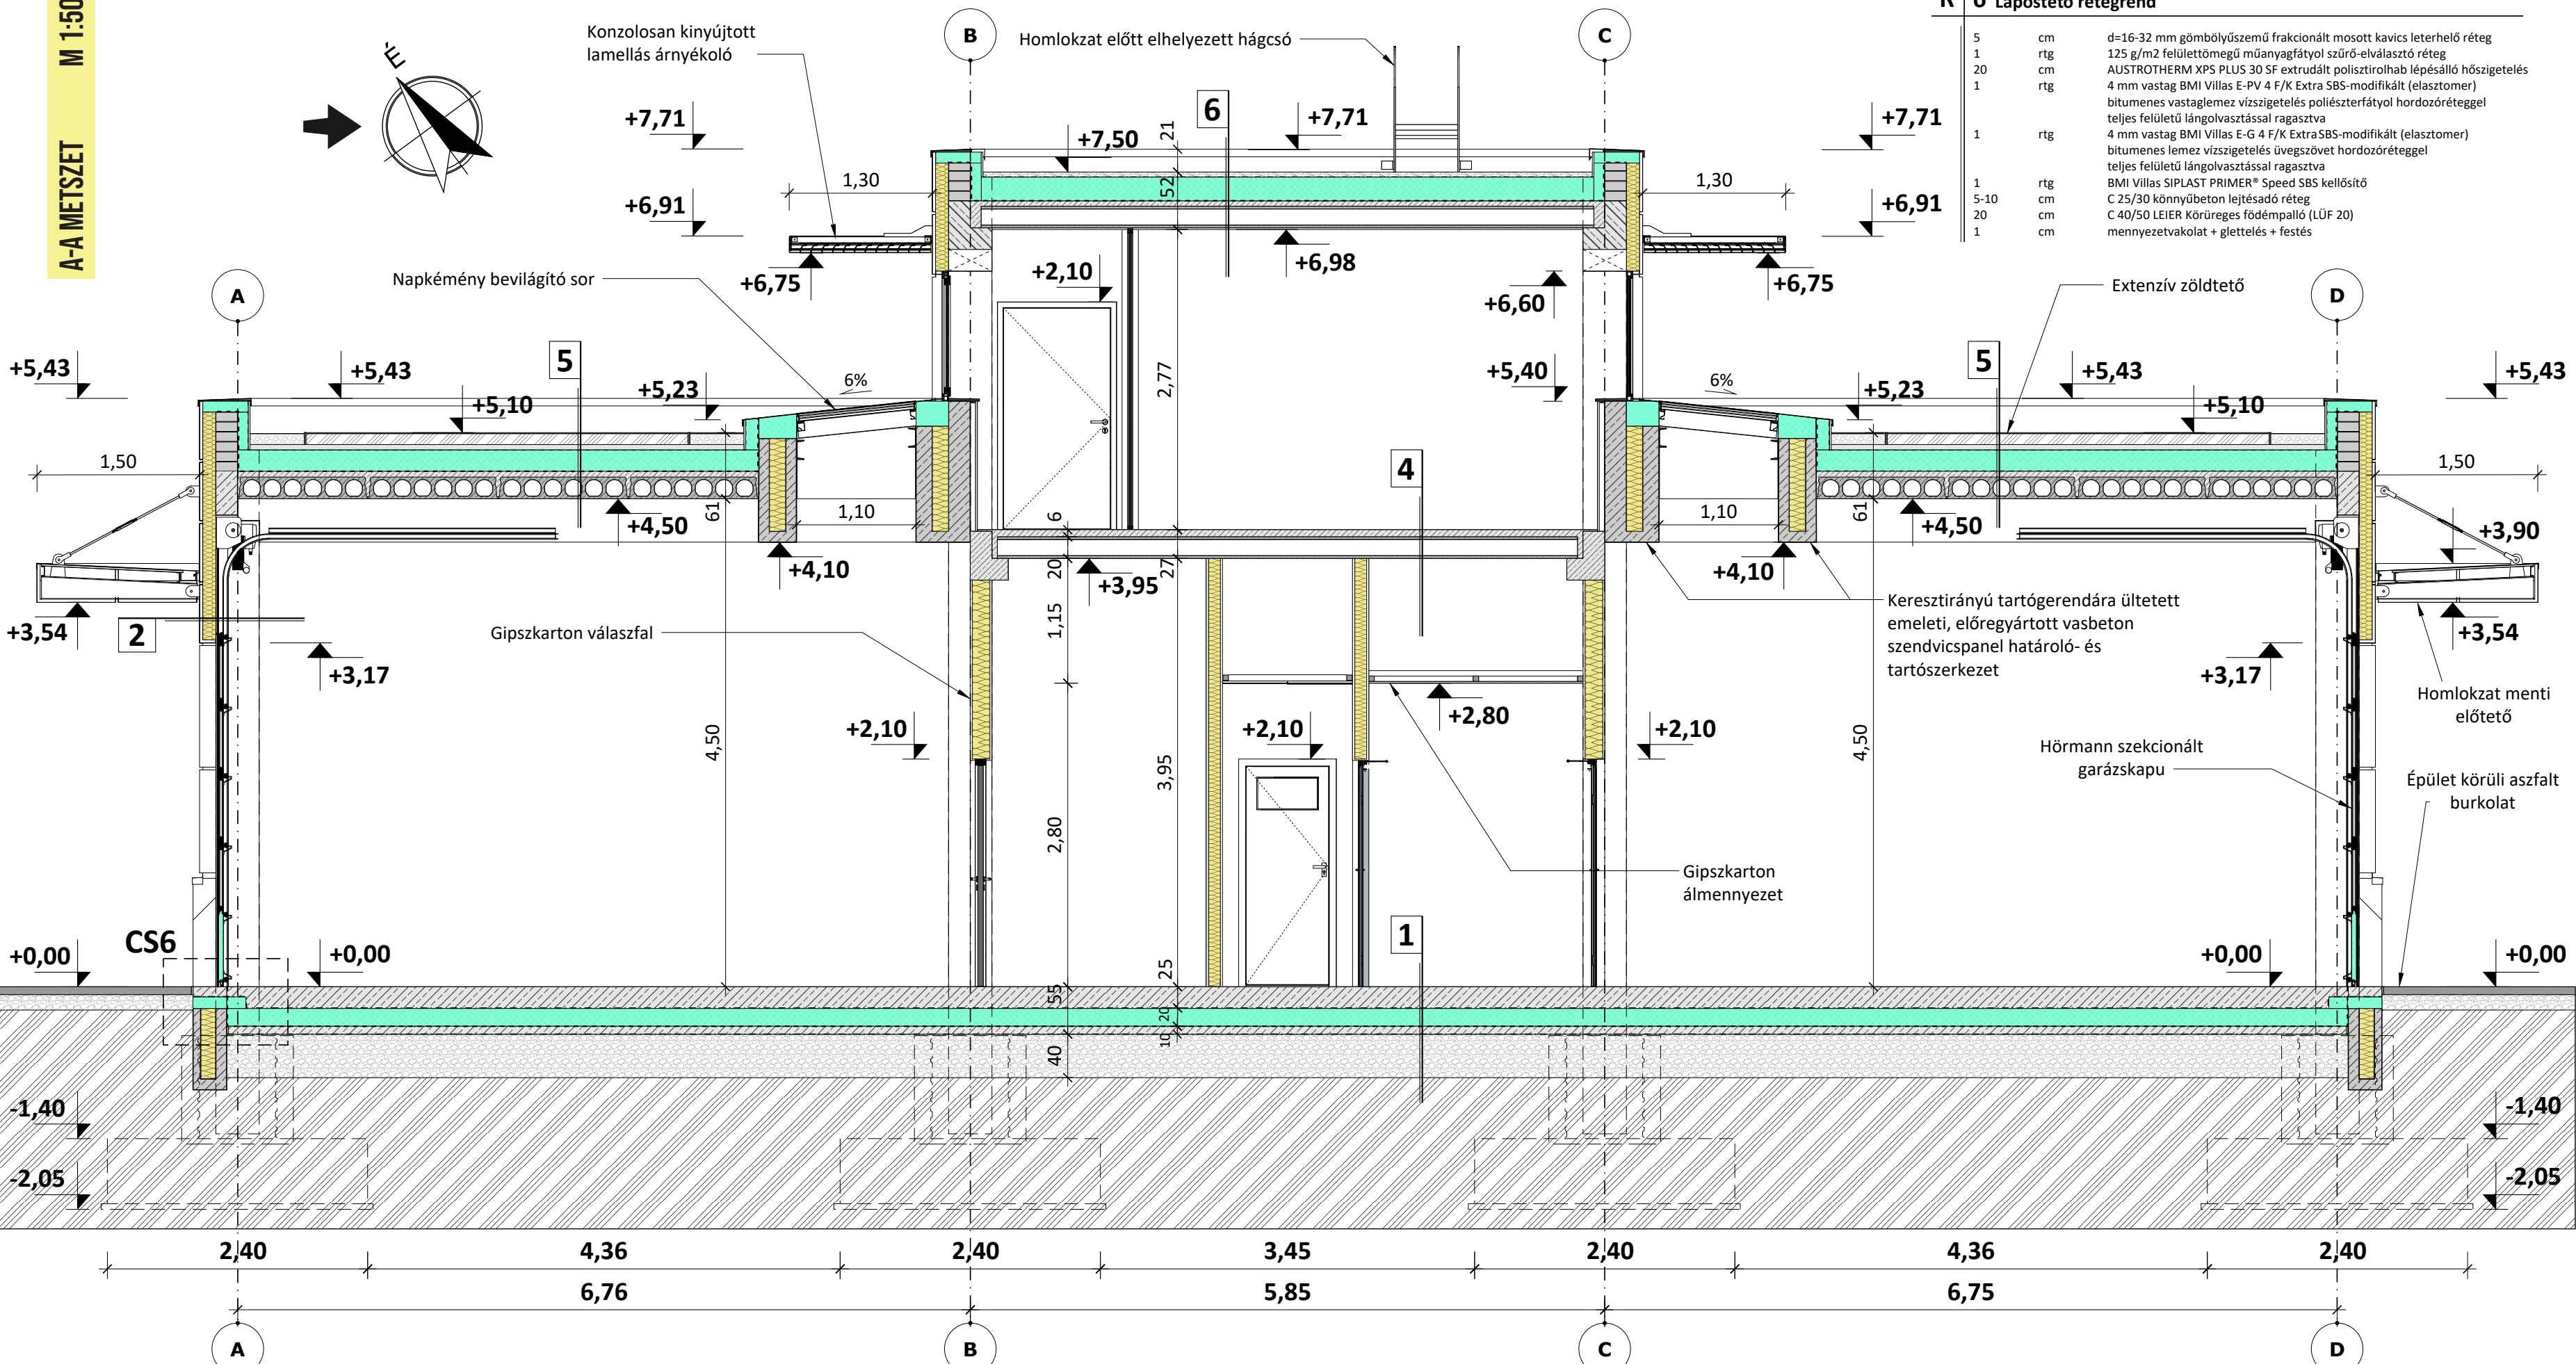 A-A METSZET M 1:50
É
Konzolosan kinyújtott
lamellás árnyékoló
B
Homlokzat előtt elhelyezett hágcsó
C
R 6 Lapostető rétegrend
5 cm d=16-32 mm gömbölyűszemű frakcionált mosott kavics leterhelő réteg
1 rtg 125 g/m2 felülettömegű műanyagfátyol szűrő-elválasztó réteg
20 cm AUSTROTHERM XPS PLUS 30 SF extrudált polisztirolhab lépésálló hőszigetelés
1 rtg 4 mm vastag BMI Villas E-PV 4 F/K Extra SBS-modifikált (elasztomer)
bitumenes vastaglemez vízszigetelés poliészterfátyol hordozóréteggel
teljes felületű lángolvasztással ragasztva
1 rtg 4 mm vastag BMI Villas E-G 4 F/K Extra SBS-modifikált (elasztomer)
bitumenes lemez vízszigetelés üvegszövet hordozóréteggel
teljes felületű lángolvasztással ragasztva
1 rtg BMI Villas SIPLAST PRIMER® Speed SBS kellősítő
5-10 cm C 25/30 könnyűbeton lejtésadó réteg
20 cm C 40/50 LEIER Körüreges födémpalló (LÜF 20)
1 cm mennyezetvakolat + glettelés + festés
+7,71
+7,50
21
6
+7,71
+7,71
1,30
52
1,30
+6,91
+6,91
+6,75
+2,10
+6,98
+6,60
+6,75
Napkémény bevilágító sor
Extenzív zöldtető
A
D
+5,43
+5,43
5
+5,23
6%
2,77
+5,40
6%
+5,23
5
+5,43
+5,43
+5,10
+5,10
1,50
4
1,50
61
+4,50
1,10
6
1,10
61
+4,50
+3,90
+4,10
20
+3,95
27
+4,10
+3,54
2
Gipszkarton válaszfal
1,15
Keresztirányú tartógerendára ültetett
emeleti, előregyártott vasbeton
szendvicspanel határoló- és
tartószerkezet
+3,54
+3,17
+3,17
Homlokzat menti
előtető
+2,80
4,50
+2,10
3,95
+2,10
+2,10
4,50
Hörmann szekcionált
garázskapu
Épület körüli aszfalt
burkolat
2,80
Gipszkarton
álmennyezet
CS6
1
+0,00
+0,00
25
+0,00
+0,00
55
20
10
40
-1,40
-1,40
-2,05
-2,05
2,40 4,36 2,40 3,45 2,40 4,36 2,40
6,76 5,85 6,75
A B C D